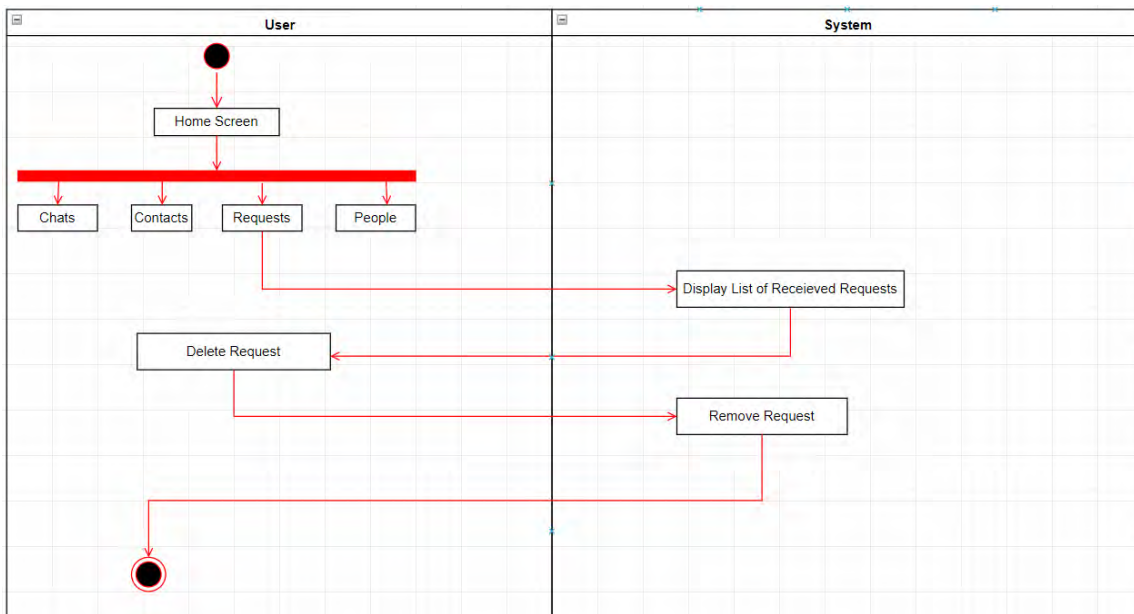 User
System
Home Screen
Chats
Contacts
Requests
People
Display List of Receieved Requests
Delete Request
Remove Request